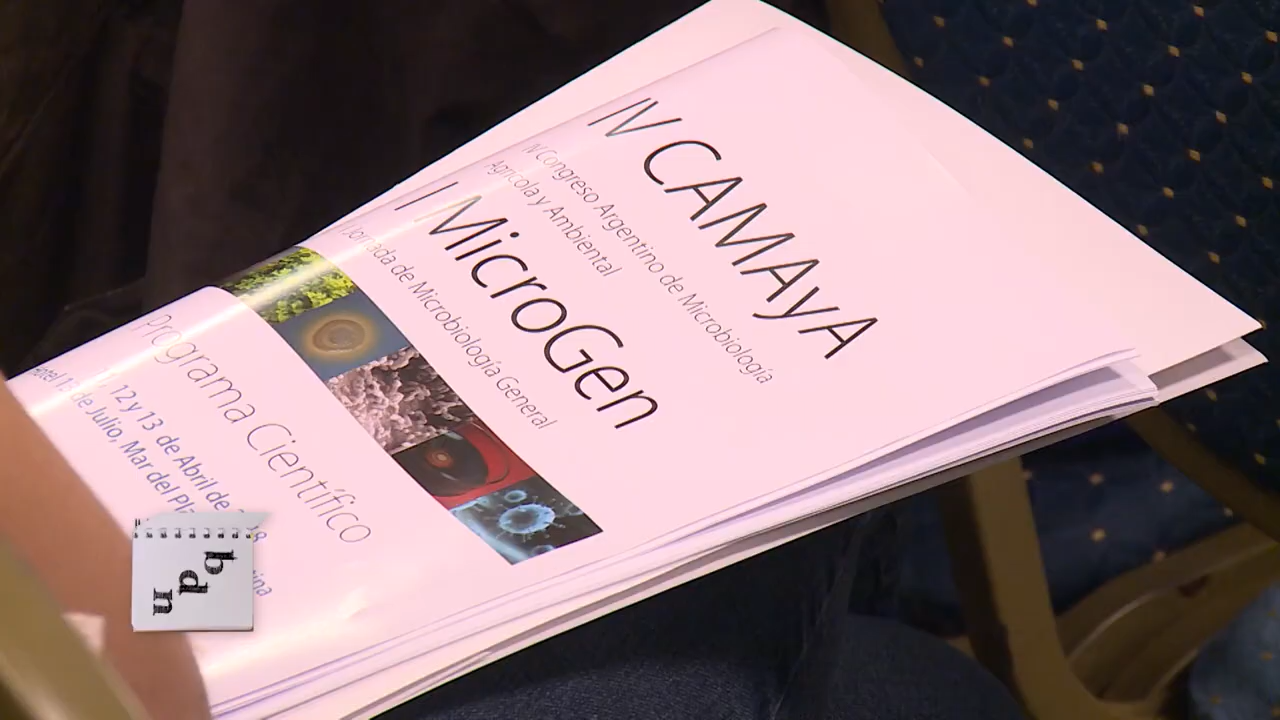 IV CAMAyA
IV Congreso Argentino de Microbiología
Agrícola y Ambiental
I MicroGen
Jornada de Microbiología General
Programa Científico
12 y 13 de Abril de
de Julio, Mar del
ban